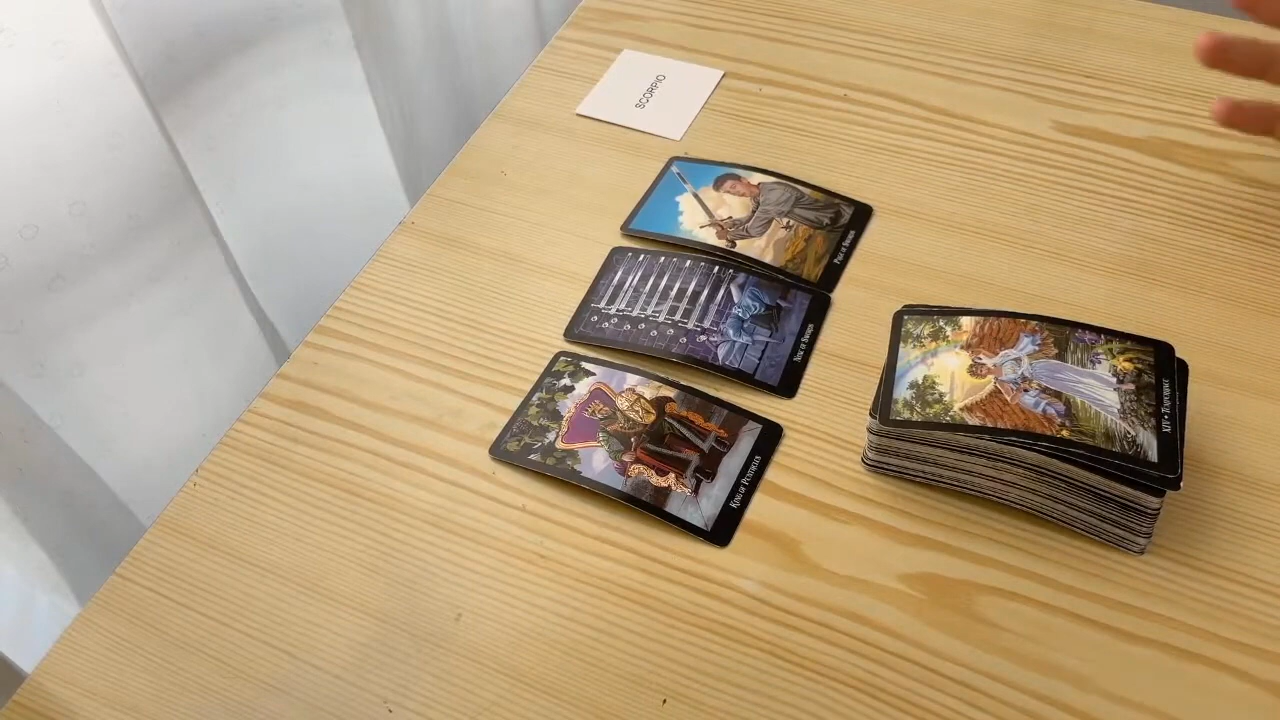 SCORPIO
PAGE OF SWORDS
NINE OF SWORDS
KING OF PENTACLES
XIV • TEMPERANCE